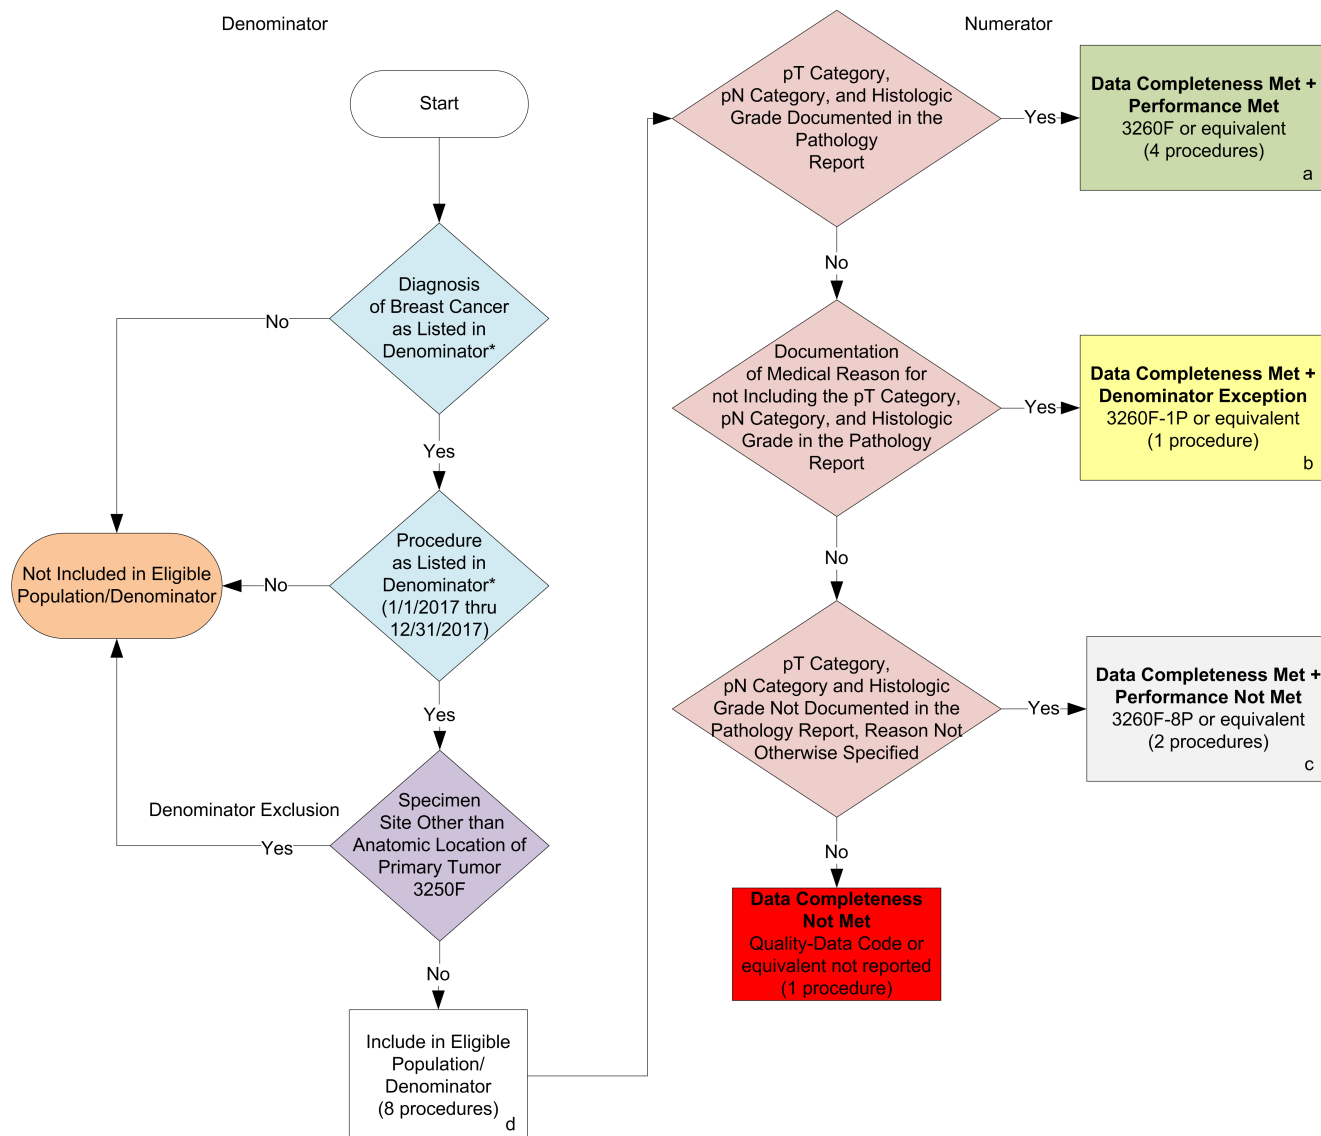 Denominator
Start
Diagnosis
of Breast Cancer
as Listed in
Denominator*
No
Yes
Procedure
as Listed in
Denominator*
(1/1/2017 thru
12/31/2017)
No
Not Included in Eligible
Population/Denominator
Yes
Denominator Exclusion
Specimen
Site Other than
Anatomic Location of
Primary Tumor
3250F
Yes
No
Include in Eligible
Population/
Denominator
(8 procedures)
d
Numerator
pT Category,
pN Category, and Histologic
Grade Documented in the
Pathology
Report
Yes
Data Completeness Met +
Performance Met
3260F or equivalent
(4 procedures)
a
No
Documentation
of Medical Reason for
not Including the pT Category,
pN Category, and Histologic
Grade in the Pathology
Report
Yes
Data Completeness Met +
Denominator Exception
3260F-1P or equivalent
(1 procedure)
b
No
pT Category,
pN Category and Histologic
Grade Not Documented in the
Pathology Report, Reason Not
Otherwise Specified
Yes
Data Completeness Met +
Performance Not Met
3260F-8P or equivalent
(2 procedures)
c
No
Data Completeness
Not Met
Quality-Data Code or
equivalent not reported
(1 procedure)